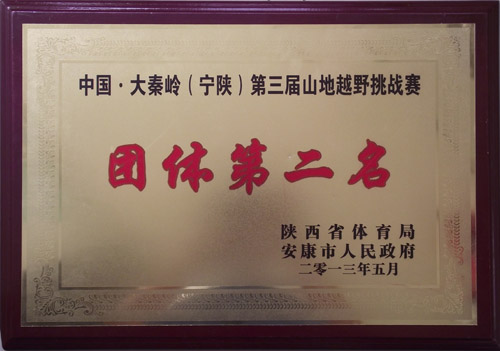 中国·大秦岭（宁陕）第三届山地越野挑战赛
团体第二名
陕西省体育局
安康市人民政府
二零一三年五月